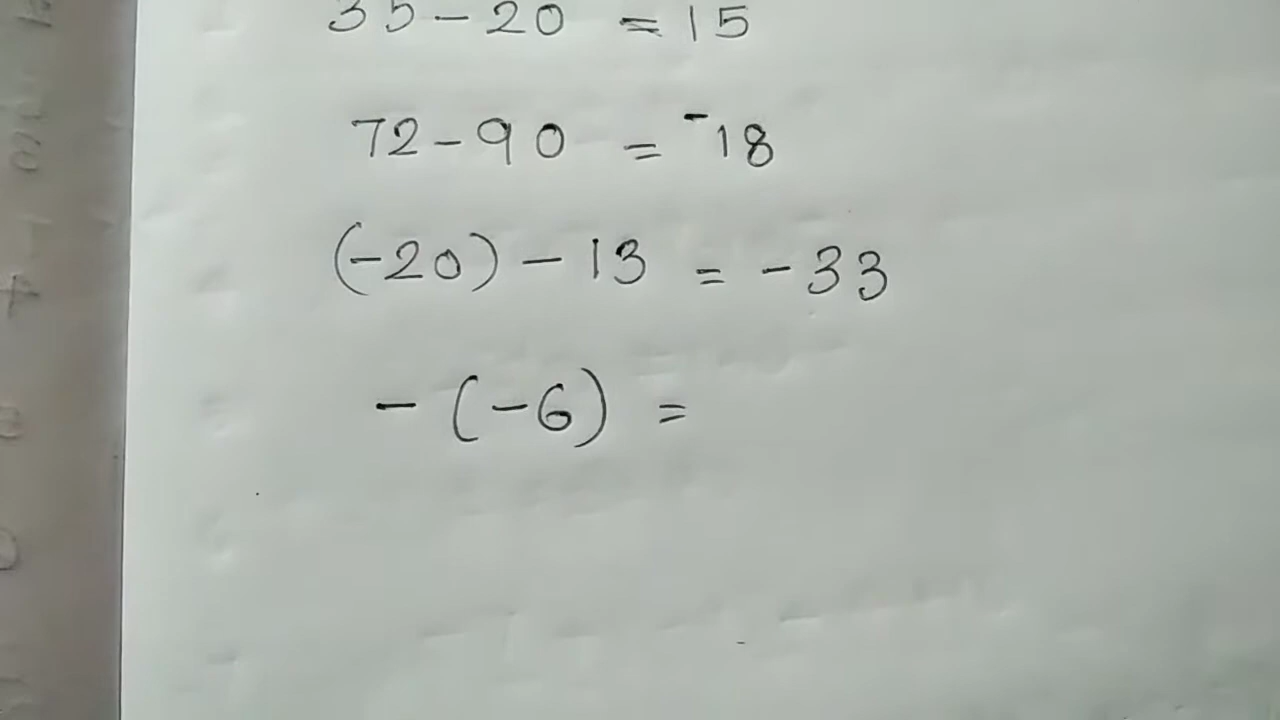 35 - 20 = 15
72 - 90 = -18
(-20) - 13 = -33
- (-6) =